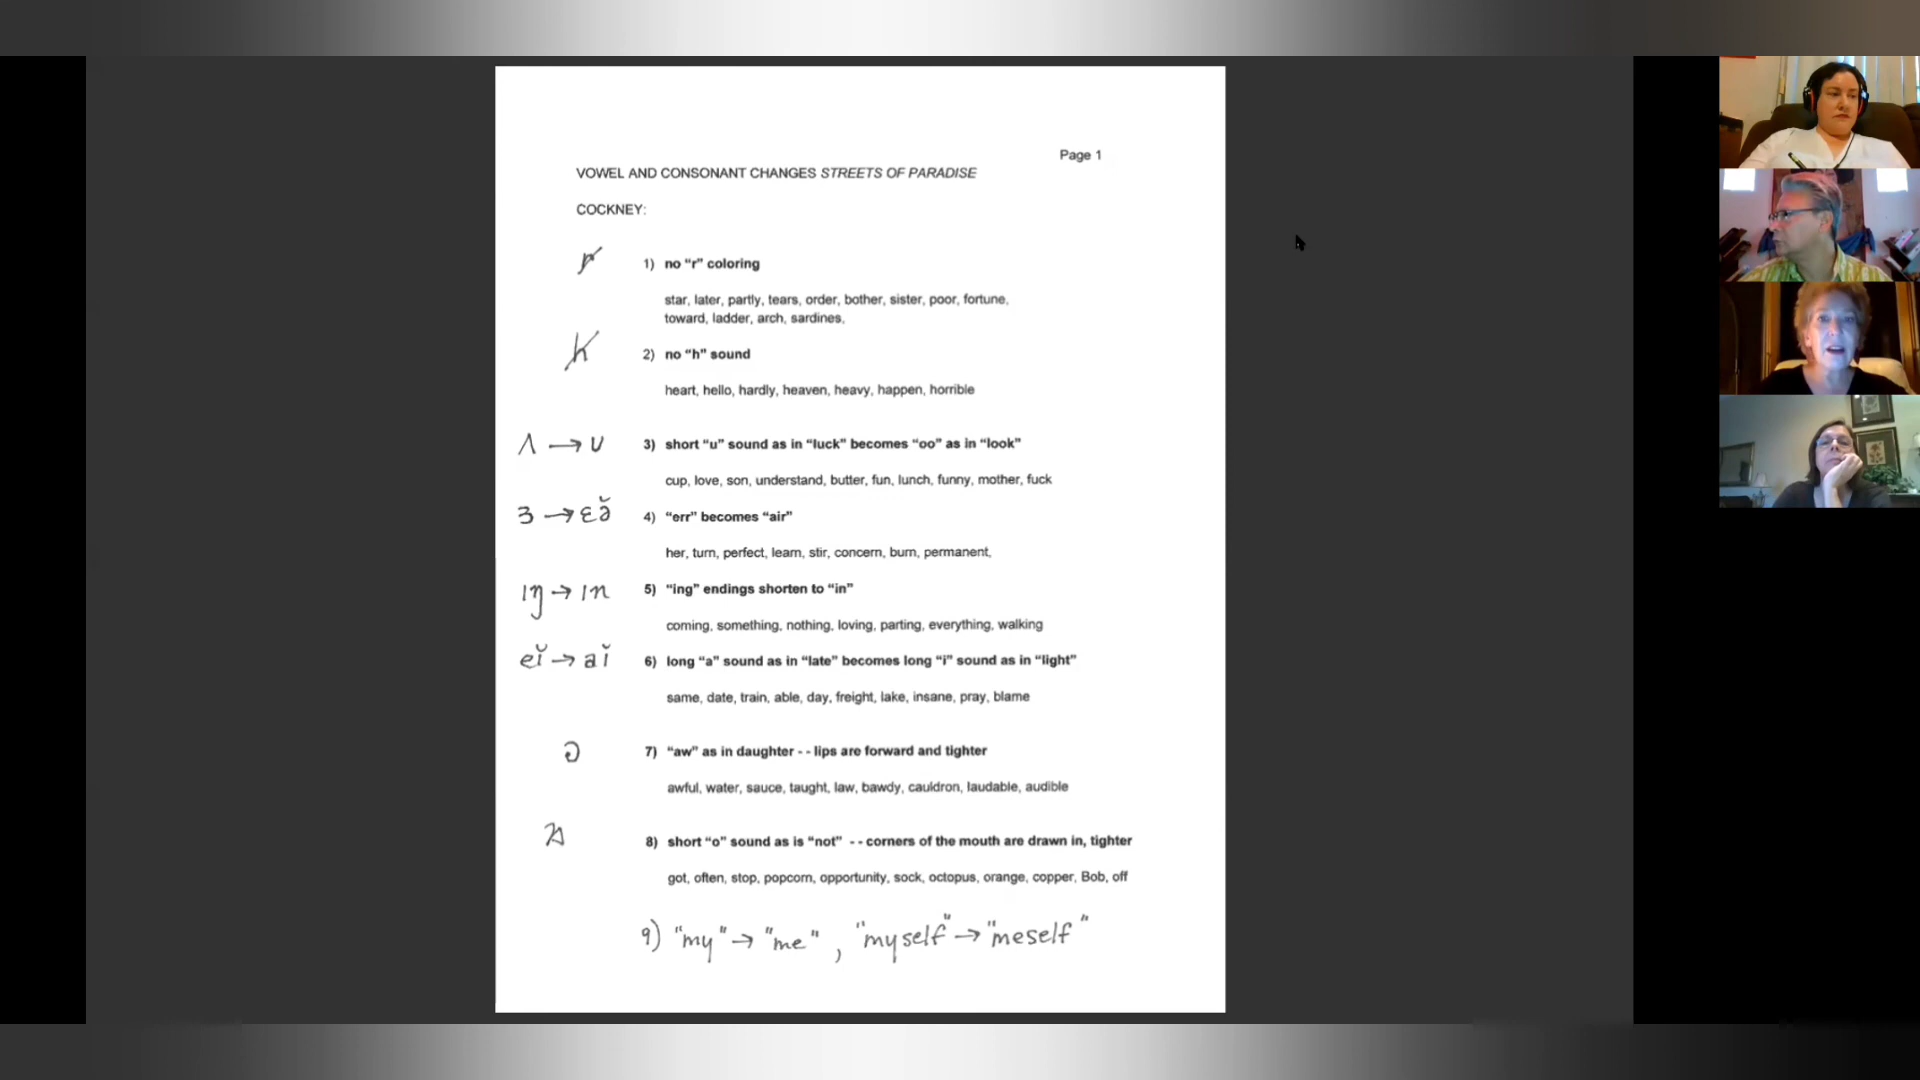 Page 1
VOWEL AND CONSONANT CHANGES STREETS OF PARADISE
COCKNEY:
r 1) no “r” coloring
star, later, partly, tears, order, bother, sister, poor, fortune,
toward, ladder, arch, sardines,
h 2) no “h” sound
heart, hello, hardly, heaven, heavy, happen, horrible
ʌ → ʊ 3) short “u” sound as in “luck” becomes “oo” as in “look”
cup, love, son, understand, butter, fun, lunch, funny, mother, fuck
ɜ → ɛə̆ 4) “err” becomes “air”
her, turn, perfect, learn, stir, concern, burn, permanent,
ɪŋ → ɪn 5) “ing” endings shorten to “in”
coming, something, nothing, loving, parting, everything, walking
eĭ → aĭ 6) long “a” sound as in “late” becomes long “i” sound as in “light”
same, date, train, able, day, freight, lake, insane, pray, blame
7) “aw” as in daughter - - lips are forward and tighter
awful, water, sauce, taught, law, bawdy, cauldron, laudable, audible
8) short “o” sound as is “not” - - corners of the mouth are drawn in, tighter
got, often, stop, popcorn, opportunity, sock, octopus, orange, copper, Bob, off
9) "my" → "me" , "myself" → "meself"